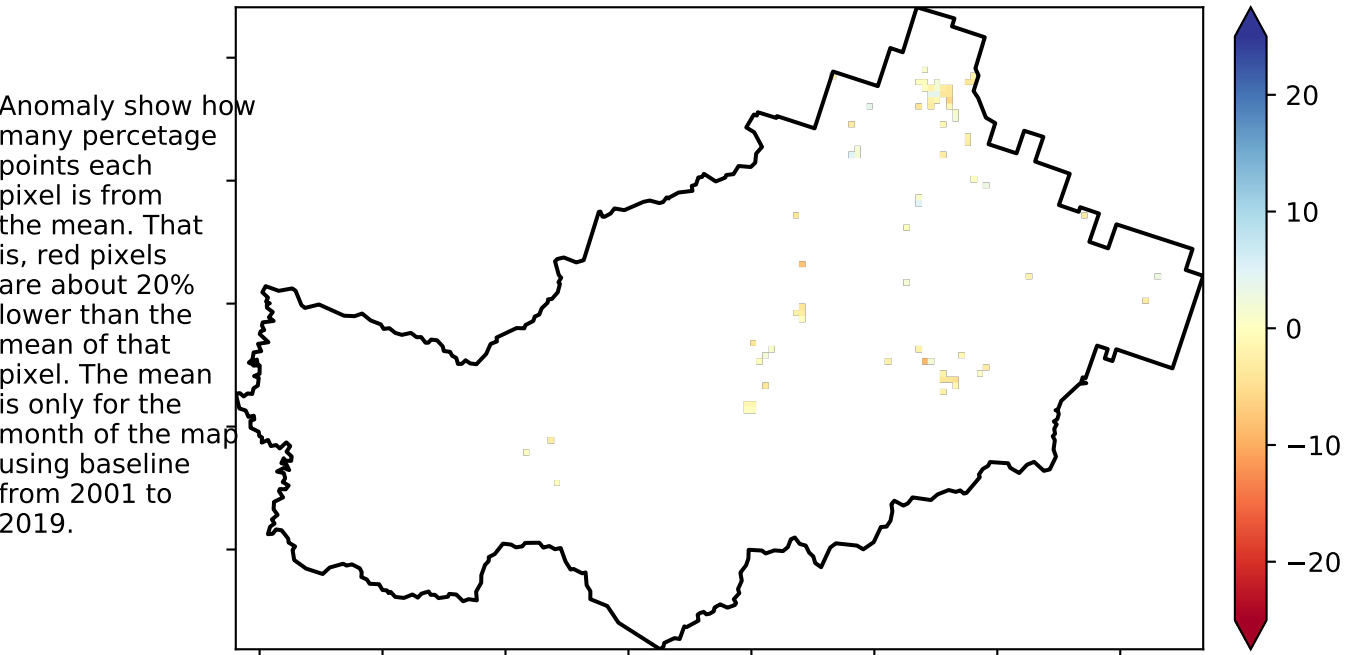 Anomaly show how
many percetage
points each
pixel is from
the mean. That
is, red pixels
are about 20%
lower than the
mean of that
pixel. The mean
is only for the
month of the map
using baseline
from 2001 to
2019.
20
10
0
−10
−20